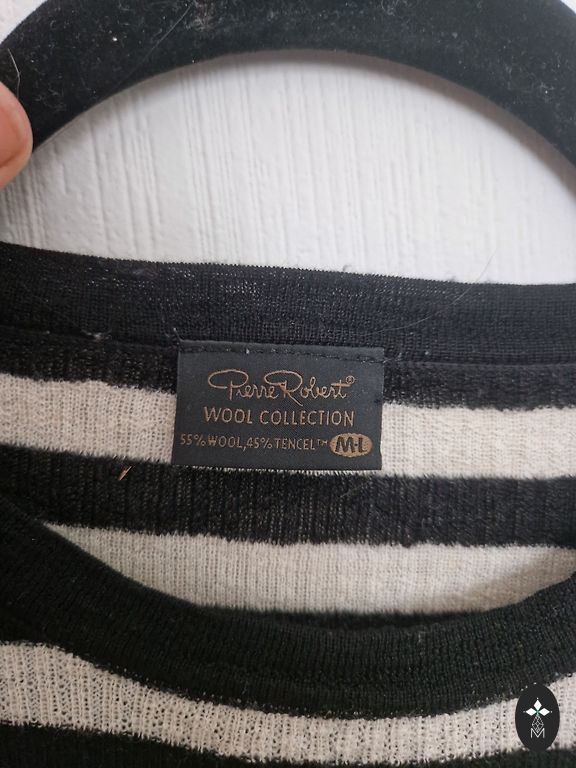 Pierre Robert®
WOOL COLLECTION
55% WOOL, 45% TENCEL™ M-L